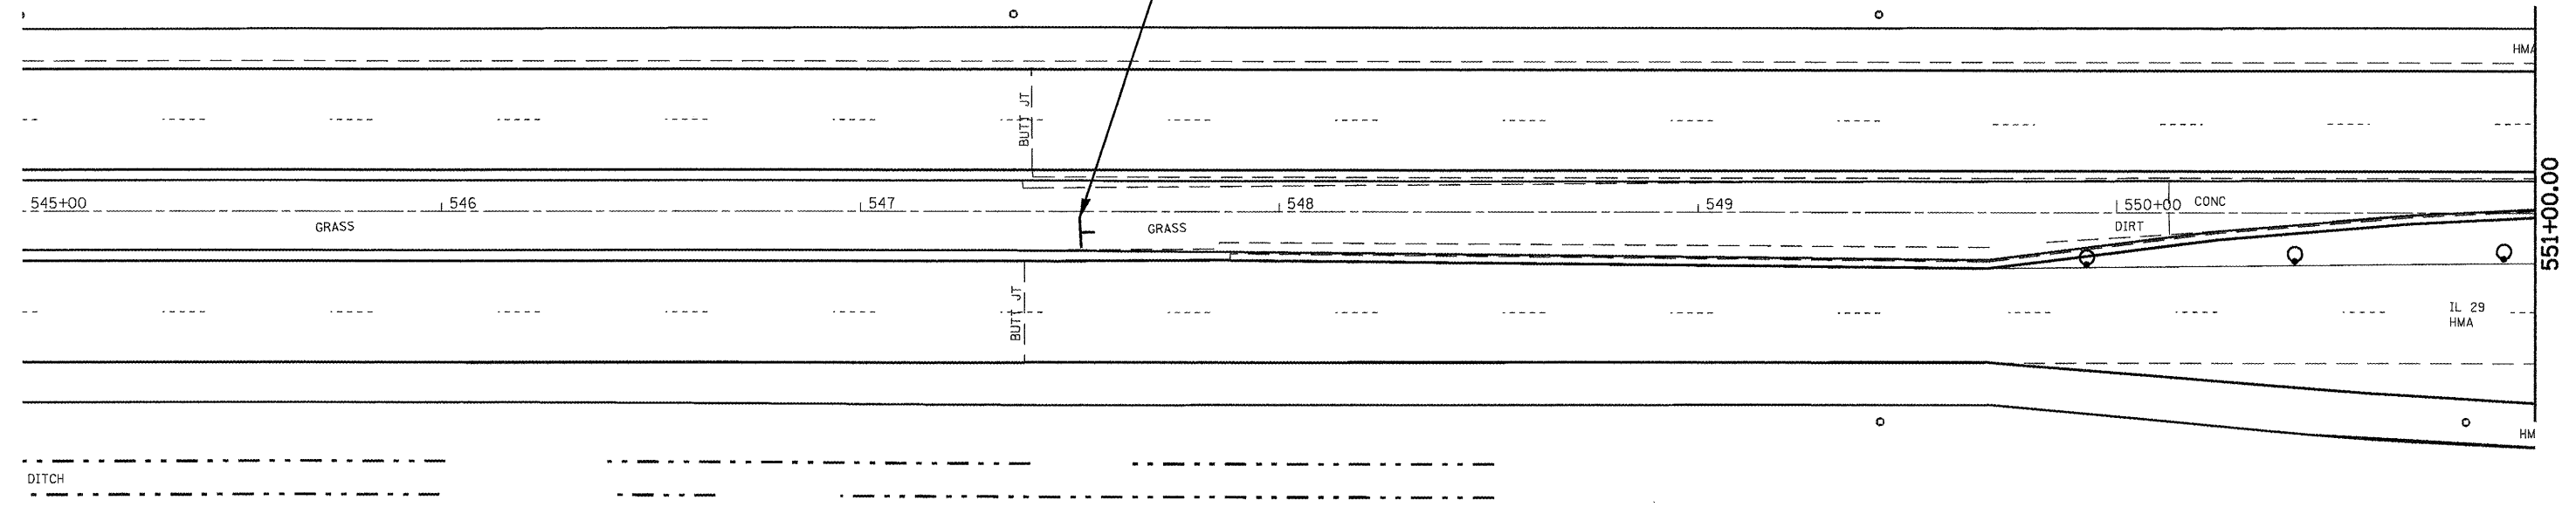 HMA
BUTT JT
545+00
546
547
548
549
550+00
CONC
GRASS
GRASS
DIRT
551+00.00
BUTT JT
IL 29
HMA
HM
DITCH